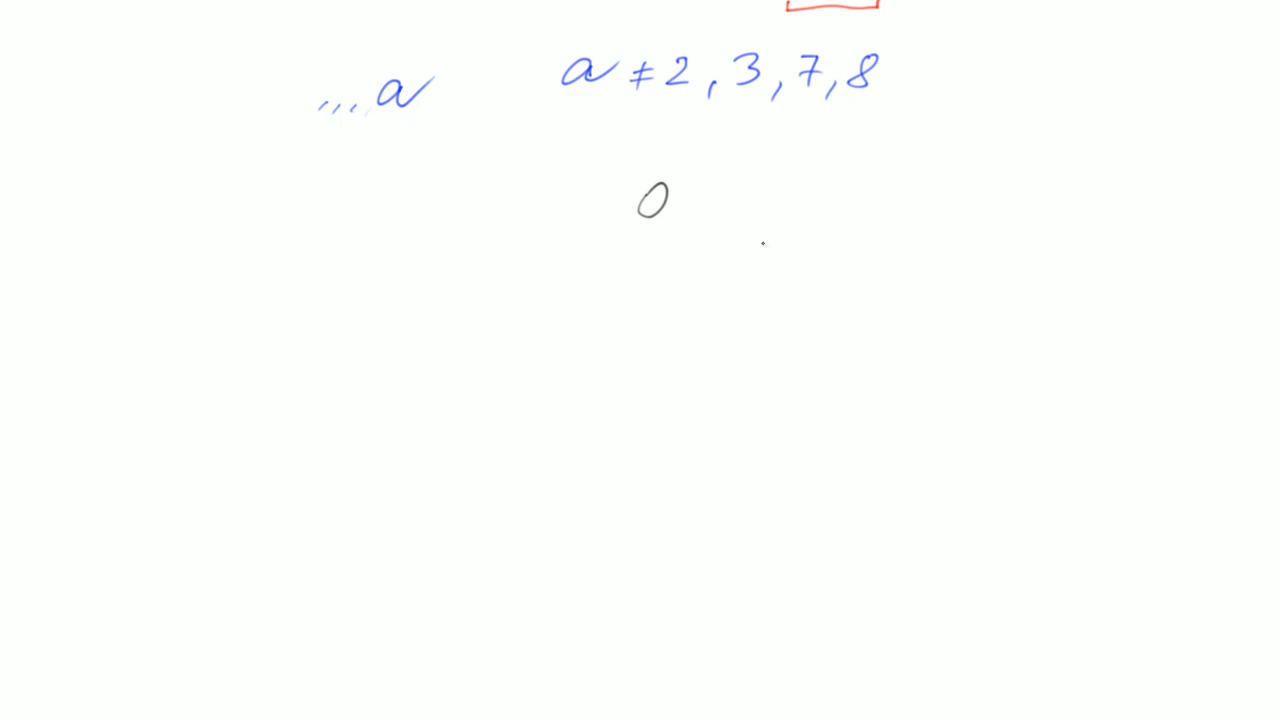 ...a a ≠ 2, 3, 7, 8
0